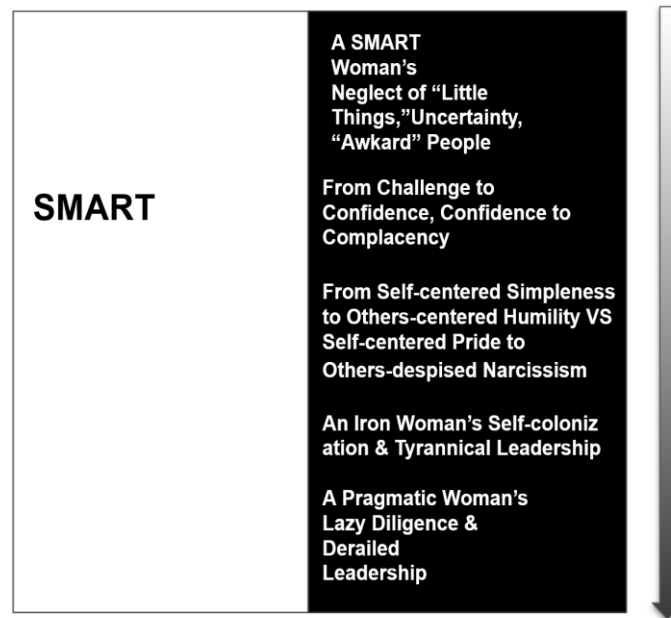 SMART
A SMART
Woman's
Neglect of “Little
Things,”Uncertainty,
“Awkard” People
From Challenge to
Confidence, Confidence to
Complacency
From Self-centered Simpleness
to Others-centered Humility VS
Self-centered Pride to
Others-despised Narcissism
An Iron Woman's Self-coloniz
ation & Tyrannical Leadership
A Pragmatic Woman's
Lazy Diligence &
Derailed
Leadership